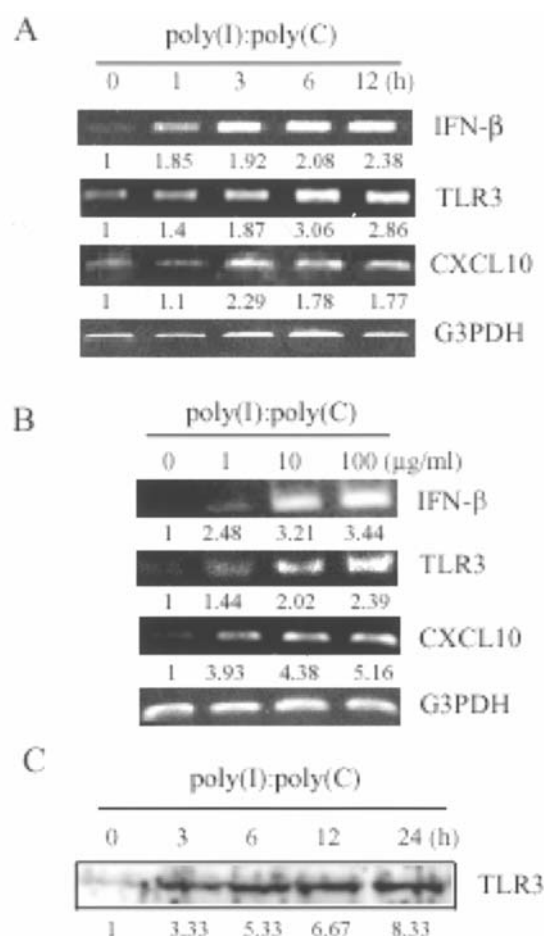 A
poly(I):poly(C)
0 1 3 6 12 (h)
IFN-β
1 1.85 1.92 2.08 2.38
TLR3
1 1.4 1.87 3.06 2.86
CXCL10
1 1.1 2.29 1.78 1.77
G3PDH
B
poly(I):poly(C)
0 1 10 100 (μg/ml)
IFN-β
1 2.48 3.21 3.44
TLR3
1 1.44 2.02 2.39
CXCL10
1 3.93 4.38 5.16
G3PDH
C
poly(I):poly(C)
0 3 6 12 24 (h)
TLR3
1 3.33 5.33 6.67 8.33